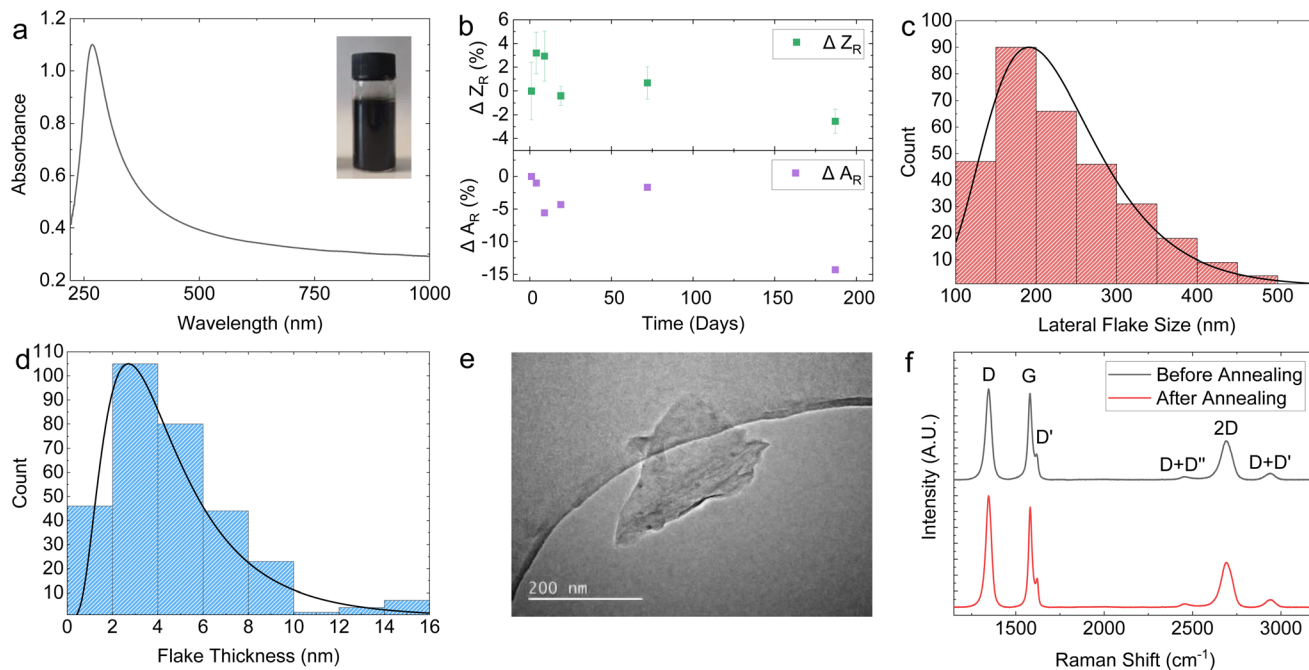 a
1.2
1.0
0.8
0.6
0.4
0.2
Absorbance
250
500
750
1000
Wavelength (nm)
b
6
4
2
0
-2
-4
Δ Z_R (%)
Δ Z_R
0
-5
-10
-15
Δ A_R (%)
Δ A_R
0
50
100
150
200
Time (Days)
c
100
90
80
70
60
50
40
30
20
10
Count
100
200
300
400
500
Lateral Flake Size (nm)
d
110
100
90
80
70
60
50
40
30
20
10
Count
0
2
4
6
8
10
12
14
16
Flake Thickness (nm)
e
200 nm
f
Before Annealing
After Annealing
D
G
D'
D+D''
2D
D+D'
Intensity (A.U.)
1500
2000
2500
3000
Raman Shift (cm⁻¹)